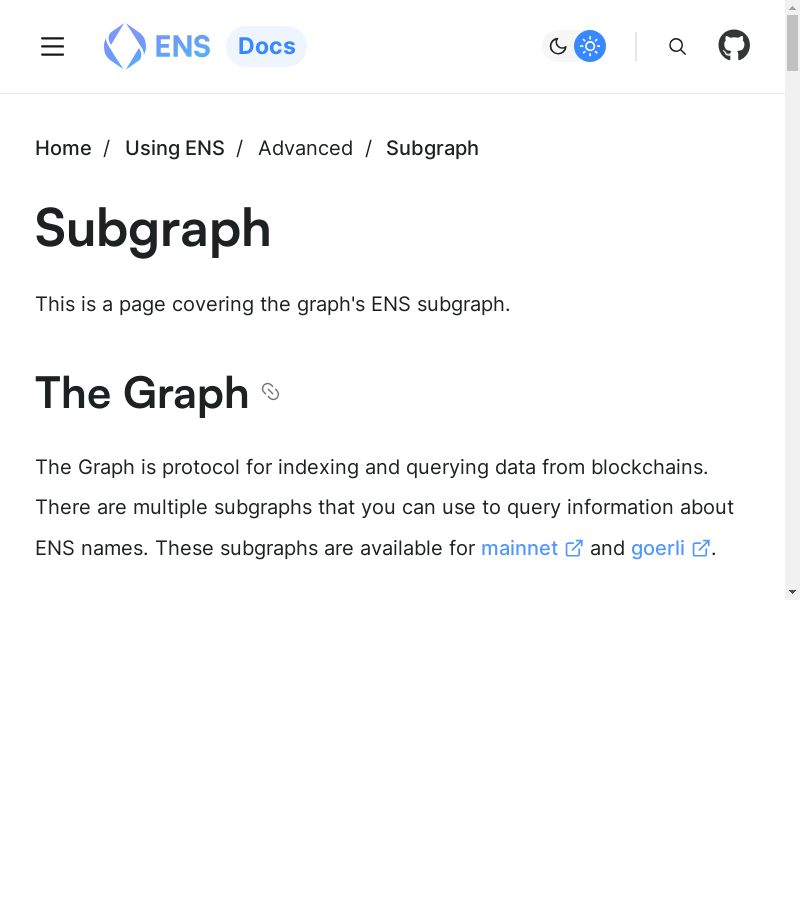 ENS Docs
Home / Using ENS / Advanced / Subgraph
Subgraph
This is a page covering the graph's ENS subgraph.
The Graph
The Graph is protocol for indexing and querying data from blockchains.
There are multiple subgraphs that you can use to query information about
ENS names. These subgraphs are available for mainnet and goerli .